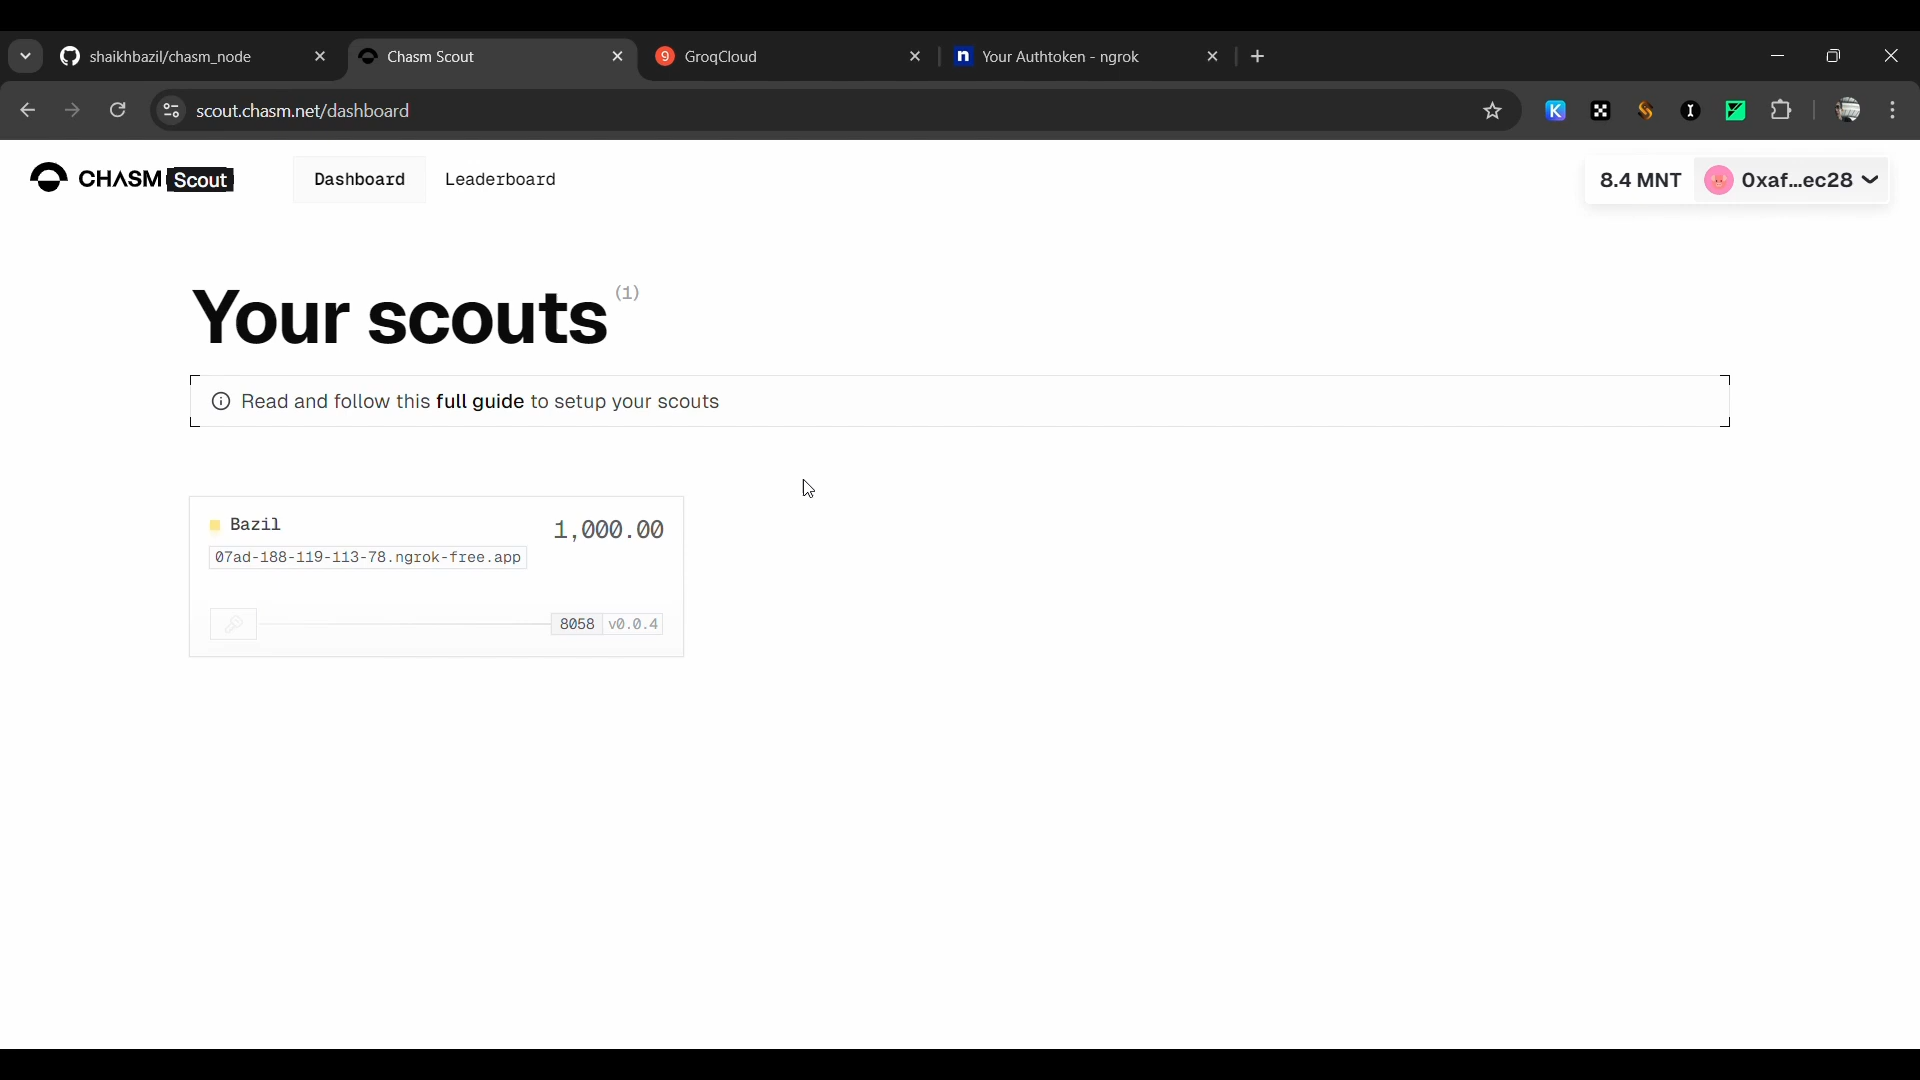 shaikhbazil/chasm_node
Chasm Scout
GroqCloud
Your Authtoken - ngrok
scout.chasm.net/dashboard
CHASM Scout
Dashboard
Leaderboard
8.4 MNT
0xaf...ec28
Your scouts (1)
Read and follow this full guide to setup your scouts
Bazil
1,000.00
07ad-188-119-113-78.ngrok-free.app
8058
v0.0.4